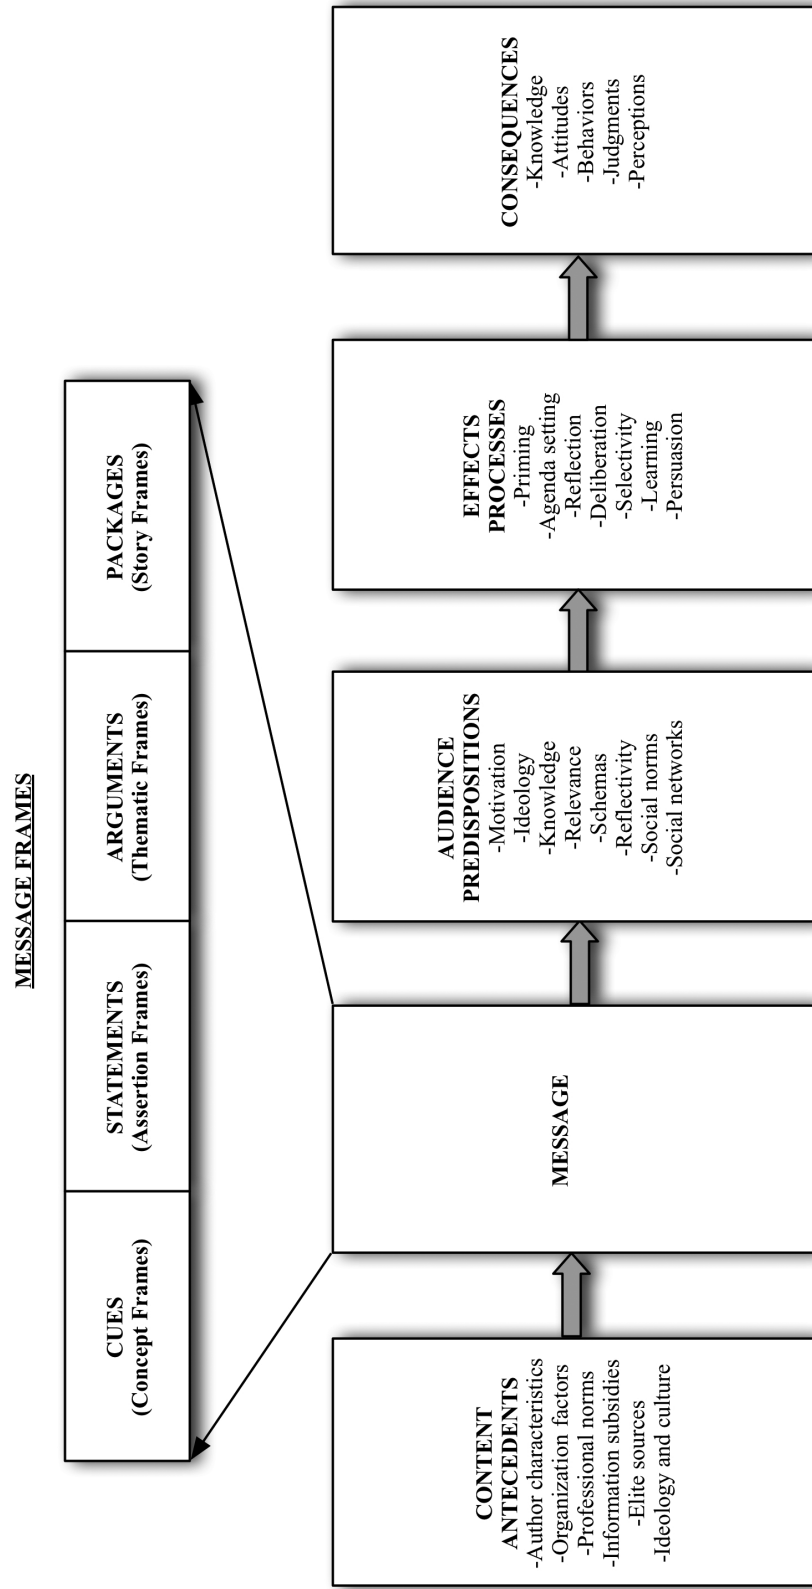 MESSAGE FRAMES
CUES
(Concept Frames)
STATEMENTS
(Assertion Frames)
ARGUMENTS
(Thematic Frames)
PACKAGES
(Story Frames)
CONTENT
ANTECEDENTS
-Author characteristics
-Organization factors
-Professional norms
-Information subsidies
-Elite sources
-Ideology and culture
MESSAGE
AUDIENCE
PREDISPOSITIONS
-Motivation
-Ideology
-Knowledge
-Relevance
-Schemas
-Reflectivity
-Social norms
-Social networks
EFFECTS
PROCESSES
-Priming
-Agenda setting
-Reflection
-Deliberation
-Selectivity
-Learning
-Persuasion
CONSEQUENCES
-Knowledge
-Attitudes
-Behaviors
-Judgments
-Perceptions